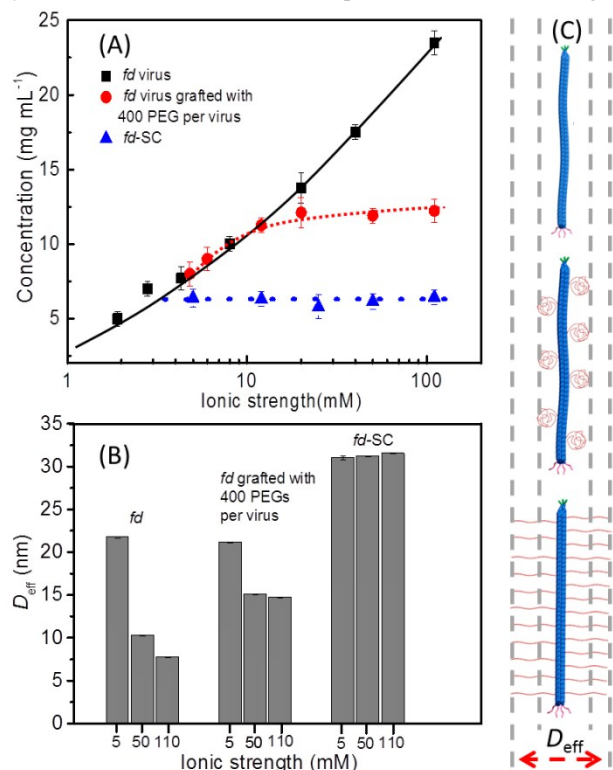 (A)
(C)
fd virus
fd virus grafted with
400 PEG per virus
fd-SC
Concentration (mg mL⁻¹)
25
20
15
10
5
1
10
100
Ionic strength(mM)
(B)
fd
fd grafted with
400 PEGs
per virus
fd-SC
D_eff (nm)
35
30
25
20
15
10
5
0
5 50 110
5 50 110
5 50 110
Ionic strength (mM)
D_eff